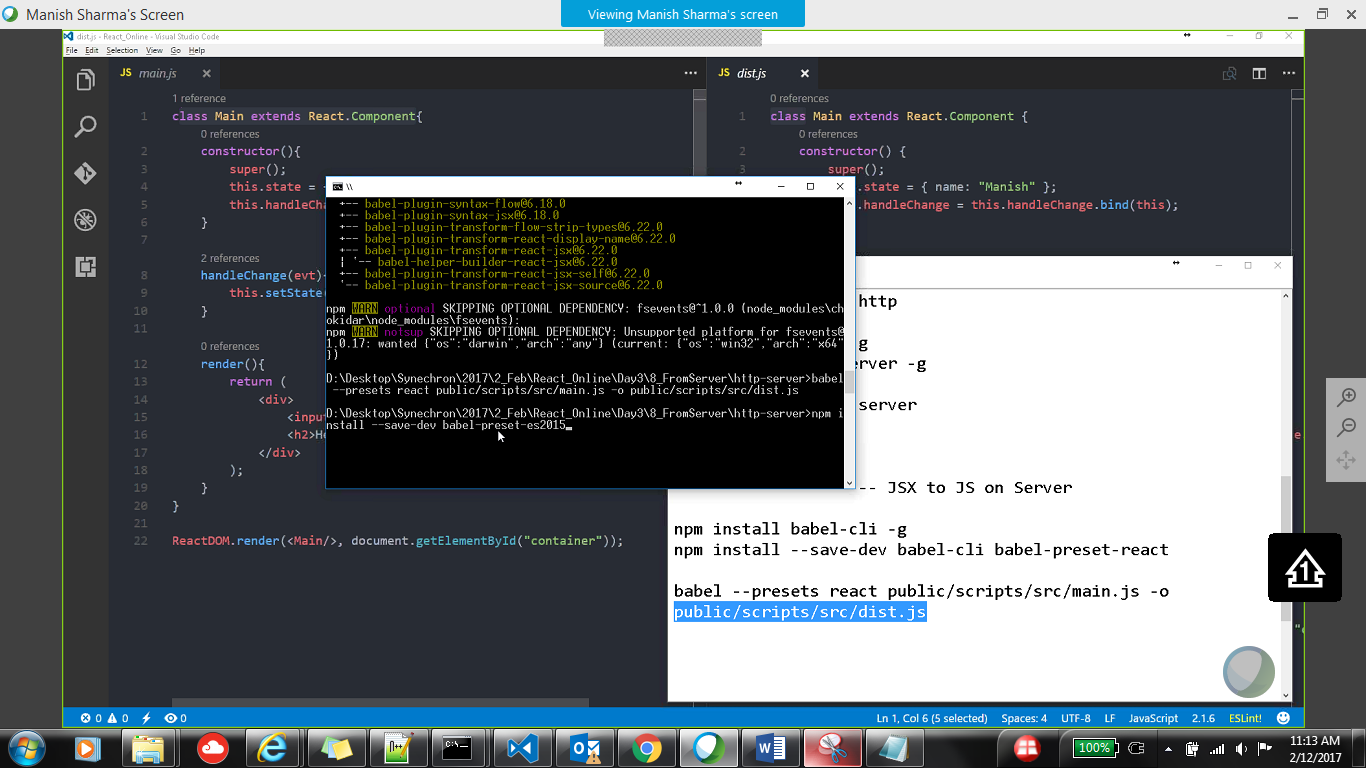 Manish Sharma's Screen
Viewing Manish Sharma's screen
dist.js - React_Online - Visual Studio Code
File Edit Selection View Go Help
JS main.js
1 reference
1 class Main extends React.Component{
0 references
2 constructor(){
3 super();
4 this.state =
5 this.handleCha
6 }
7
2 references
8 handleChange(evt)
9 this.setState(
10 }
11
0 references
12 render(){
13 return (
14 <div>
15 <input
16 <h2>He
17 </div>
18 );
19 }
20 }
21
22 ReactDOM.render(<Main/>, document.getElementById("container"));
JS dist.js
0 references
1 class Main extends React.Component {
0 references
2 constructor() {
3 super();
.state = { name: "Manish" };
.handleChange = this.handleChange.bind(this);
\\
+-- babel-plugin-syntax-flow@6.18.0
+-- babel-plugin-syntax-jsx@6.18.0
+-- babel-plugin-transform-flow-strip-types@6.22.0
+-- babel-plugin-transform-react-display-name@6.22.0
+-- babel-plugin-transform-react-jsx@6.22.0
| '-- babel-helper-builder-react-jsx@6.22.0
+-- babel-plugin-transform-react-jsx-self@6.22.0
'-- babel-plugin-transform-react-jsx-source@6.22.0
npm WARN optional SKIPPING OPTIONAL DEPENDENCY: fsevents@^1.0.0 (node_modules\ch
okidar\node_modules\fsevents):
npm WARN notsup SKIPPING OPTIONAL DEPENDENCY: Unsupported platform for fsevents@
1.0.17: wanted {"os":"darwin","arch":"any"} (current: {"os":"win32","arch":"x64"
})
D:\Desktop\Synechron\2017\2_Feb\React_Online\Day3\8_FromServer\http-server>babel
--presets react public/scripts/src/main.js -o public/scripts/src/dist.js
D:\Desktop\Synechron\2017\2_Feb\React_Online\Day3\8_FromServer\http-server>npm i
nstall --save-dev babel-preset-es2015_
http
g
erver -g
server
-- JSX to JS on Server
npm install babel-cli -g
npm install --save-dev babel-cli babel-preset-react
babel --presets react public/scripts/src/main.js -o
public/scripts/src/dist.js
1
0 0 0
Ln 1, Col 6 (5 selected) Spaces: 4 UTF-8 LF JavaScript 2.1.6 ESLint!
100%
11:13 AM
2/12/2017